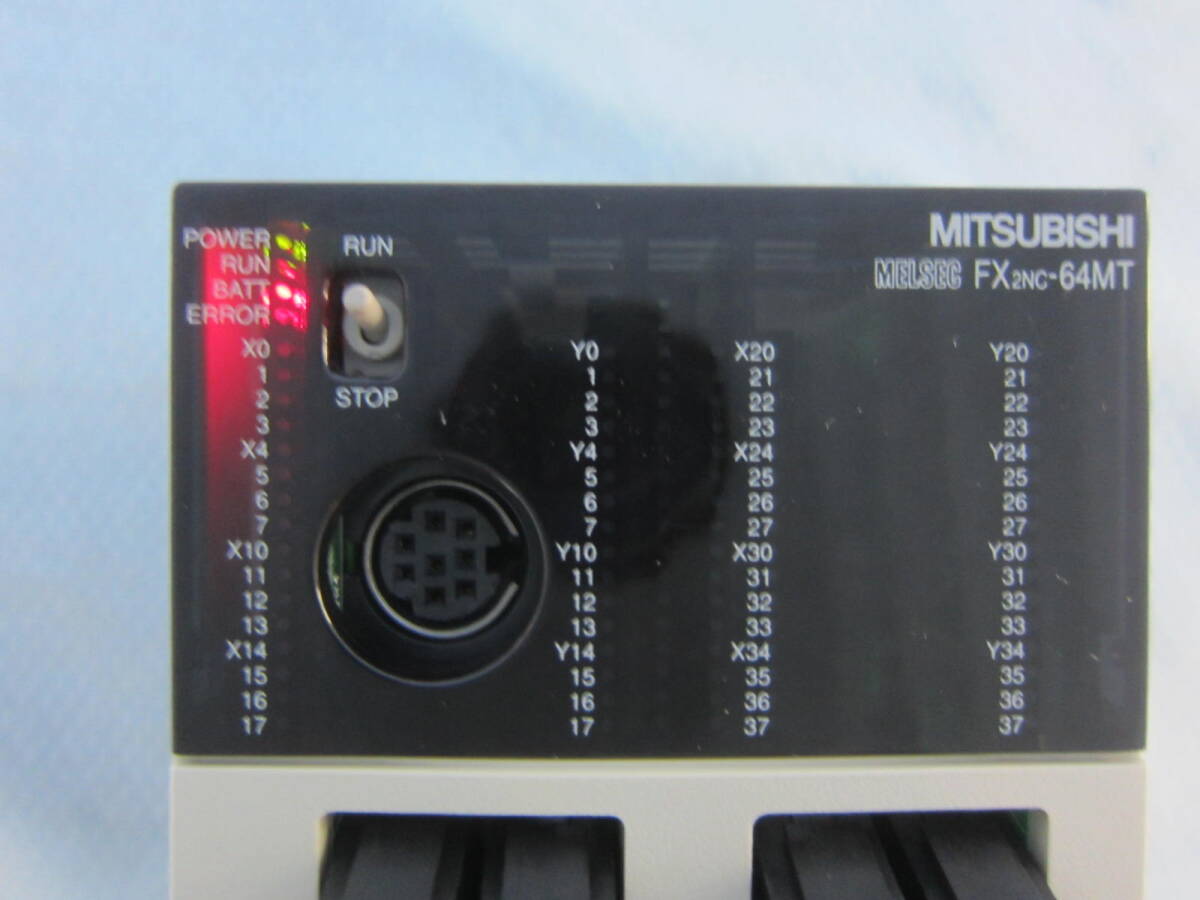 MITSUBISHI
MELSEC FX2NC-64MT
POWER
RUN
BATT
ERROR
RUN
STOP
X0
1
2
3
X4
5
6
7
X10
11
12
13
X14
15
16
17
Y0
1
2
3
Y4
5
6
7
Y10
11
12
13
Y14
15
16
17
X20
21
22
23
X24
25
26
27
X30
31
32
33
X34
35
36
37
Y20
21
22
23
Y24
25
26
27
Y30
31
32
33
Y34
35
36
37